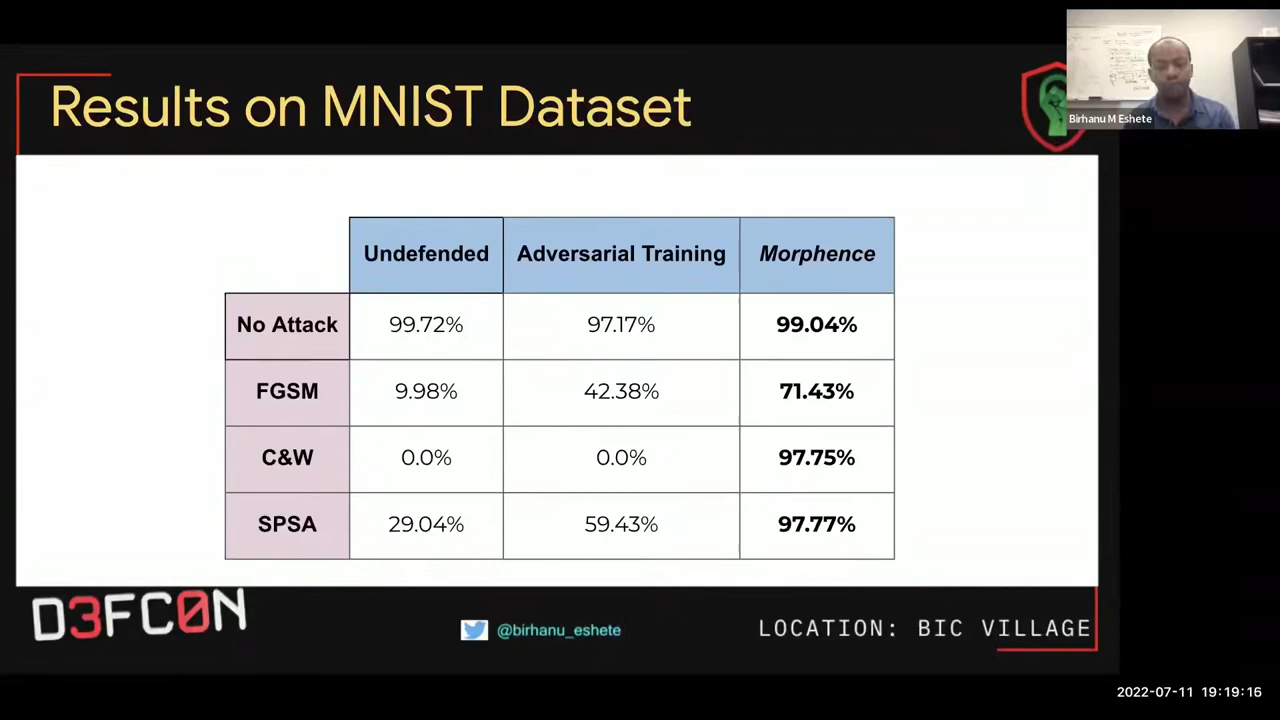 Results on MNIST Dataset
Birhanu M Eshete
Undefended Adversarial Training Morphence
No Attack 99.72% 97.17% 99.04%
FGSM 9.98% 42.38% 71.43%
C&W 0.0% 0.0% 97.75%
SPSA 29.04% 59.43% 97.77%
D3FC0N
@birhanu_eshete
LOCATION: BIC VILLAGE
2022-07-11 19:19:16